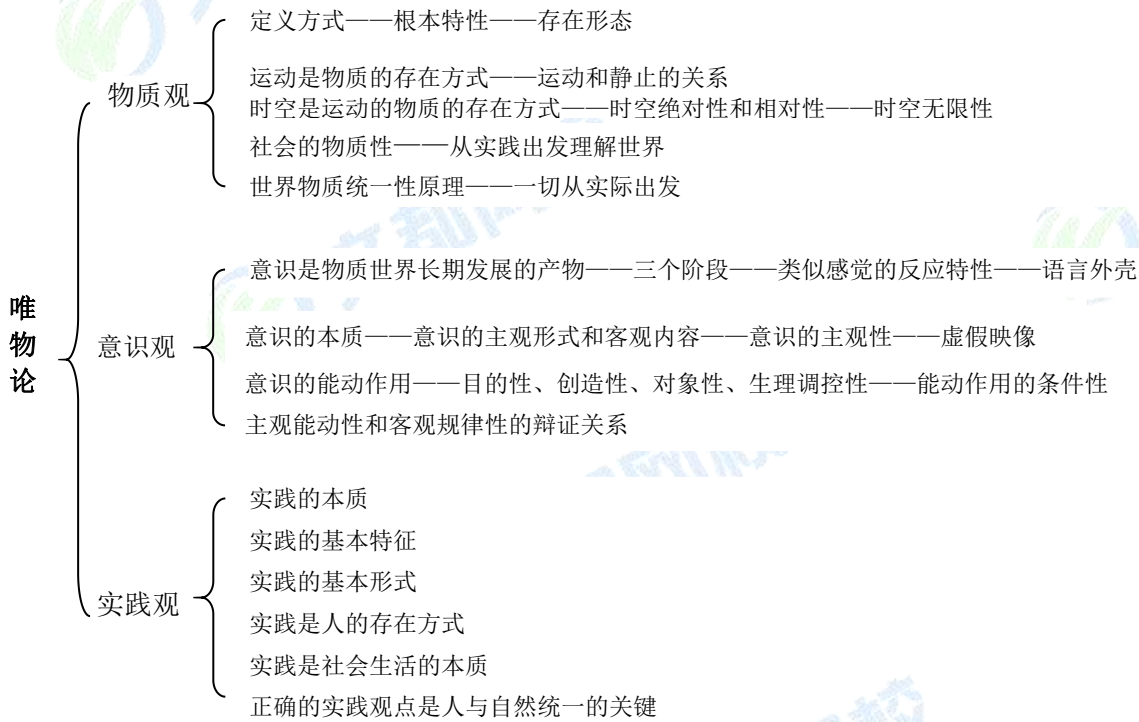 定义方式——根本特性——存在形态
运动是物质的存在方式——运动和静止的关系
物质观
时空是运动的物质的存在方式——时空绝对性和相对性——时空无限性
社会的物质性———从实践出发理解世界
世界物质统一性原理——一切从实际出发
意识是物质世界长期发展的产物——三个阶段——类似感觉的反应特性——语言外壳
唯物论
意识观
意识的本质——意识的主观形式和客观内容——意识的主观性——虚假映像
意识的能动作用——目的性、创造性、对象性、生理调控性——能动作用的条件性
主观能动性和客观规律性的辩证关系
实践的本质
实践的基本特征
实践的基本形式
实践观
实践是人的存在方式
实践是社会生活的本质
正确的实践观点是人与自然统一的关键